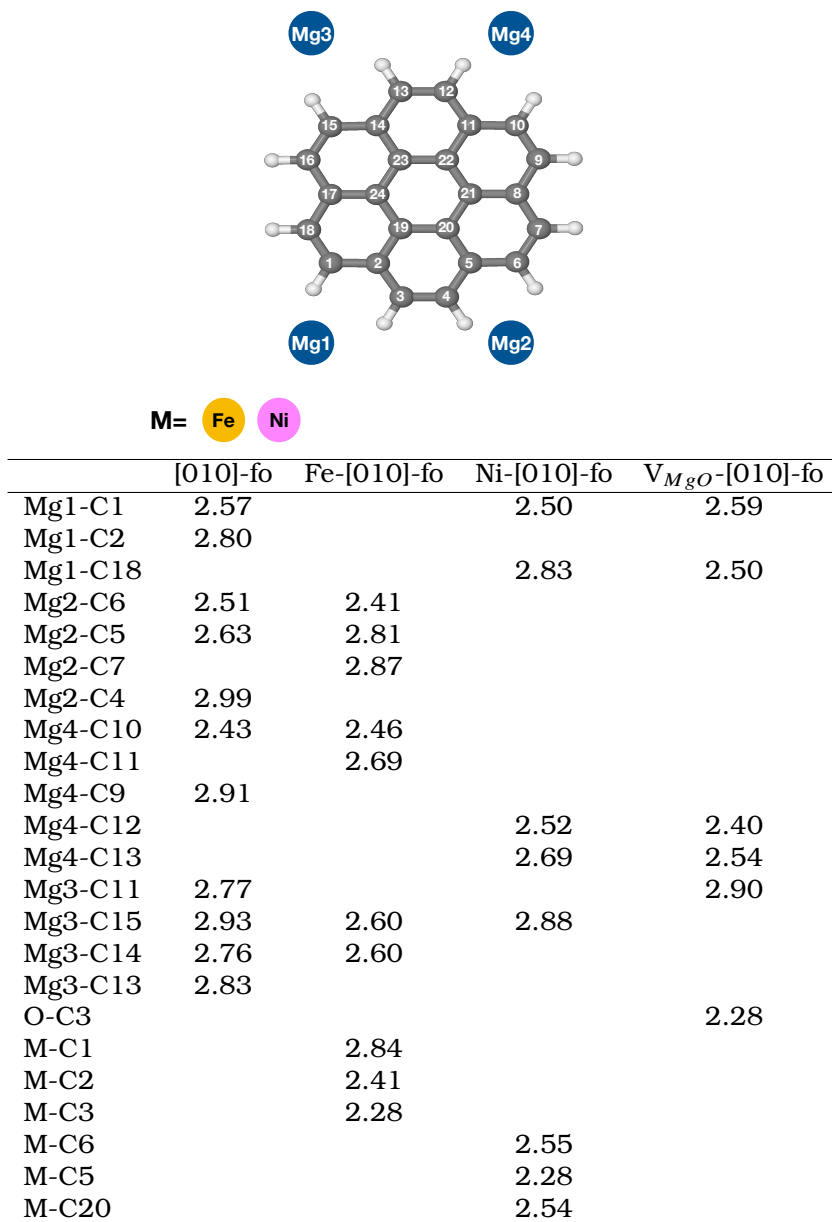 Mg3 Mg4
13 12
15 14 11 10
16 23 22 9
17 24 21 8
18 19 20 7
1 2 5 6
3 4
Mg1 Mg2
M= Fe Ni
[010]-fo Fe-[010]-fo Ni-[010]-fo V_MgO-[010]-fo
Mg1-C1 2.57 2.50 2.59
Mg1-C2 2.80
Mg1-C18 2.83 2.50
Mg2-C6 2.51 2.41
Mg2-C5 2.63 2.81
Mg2-C7 2.87
Mg2-C4 2.99
Mg4-C10 2.43 2.46
Mg4-C11 2.69
Mg4-C9 2.91
Mg4-C12 2.52 2.40
Mg4-C13 2.69 2.54
Mg3-C11 2.77 2.90
Mg3-C15 2.93 2.60 2.88
Mg3-C14 2.76 2.60
Mg3-C13 2.83
O-C3 2.28
M-C1 2.84
M-C2 2.41
M-C3 2.28
M-C6 2.55
M-C5 2.28
M-C20 2.54